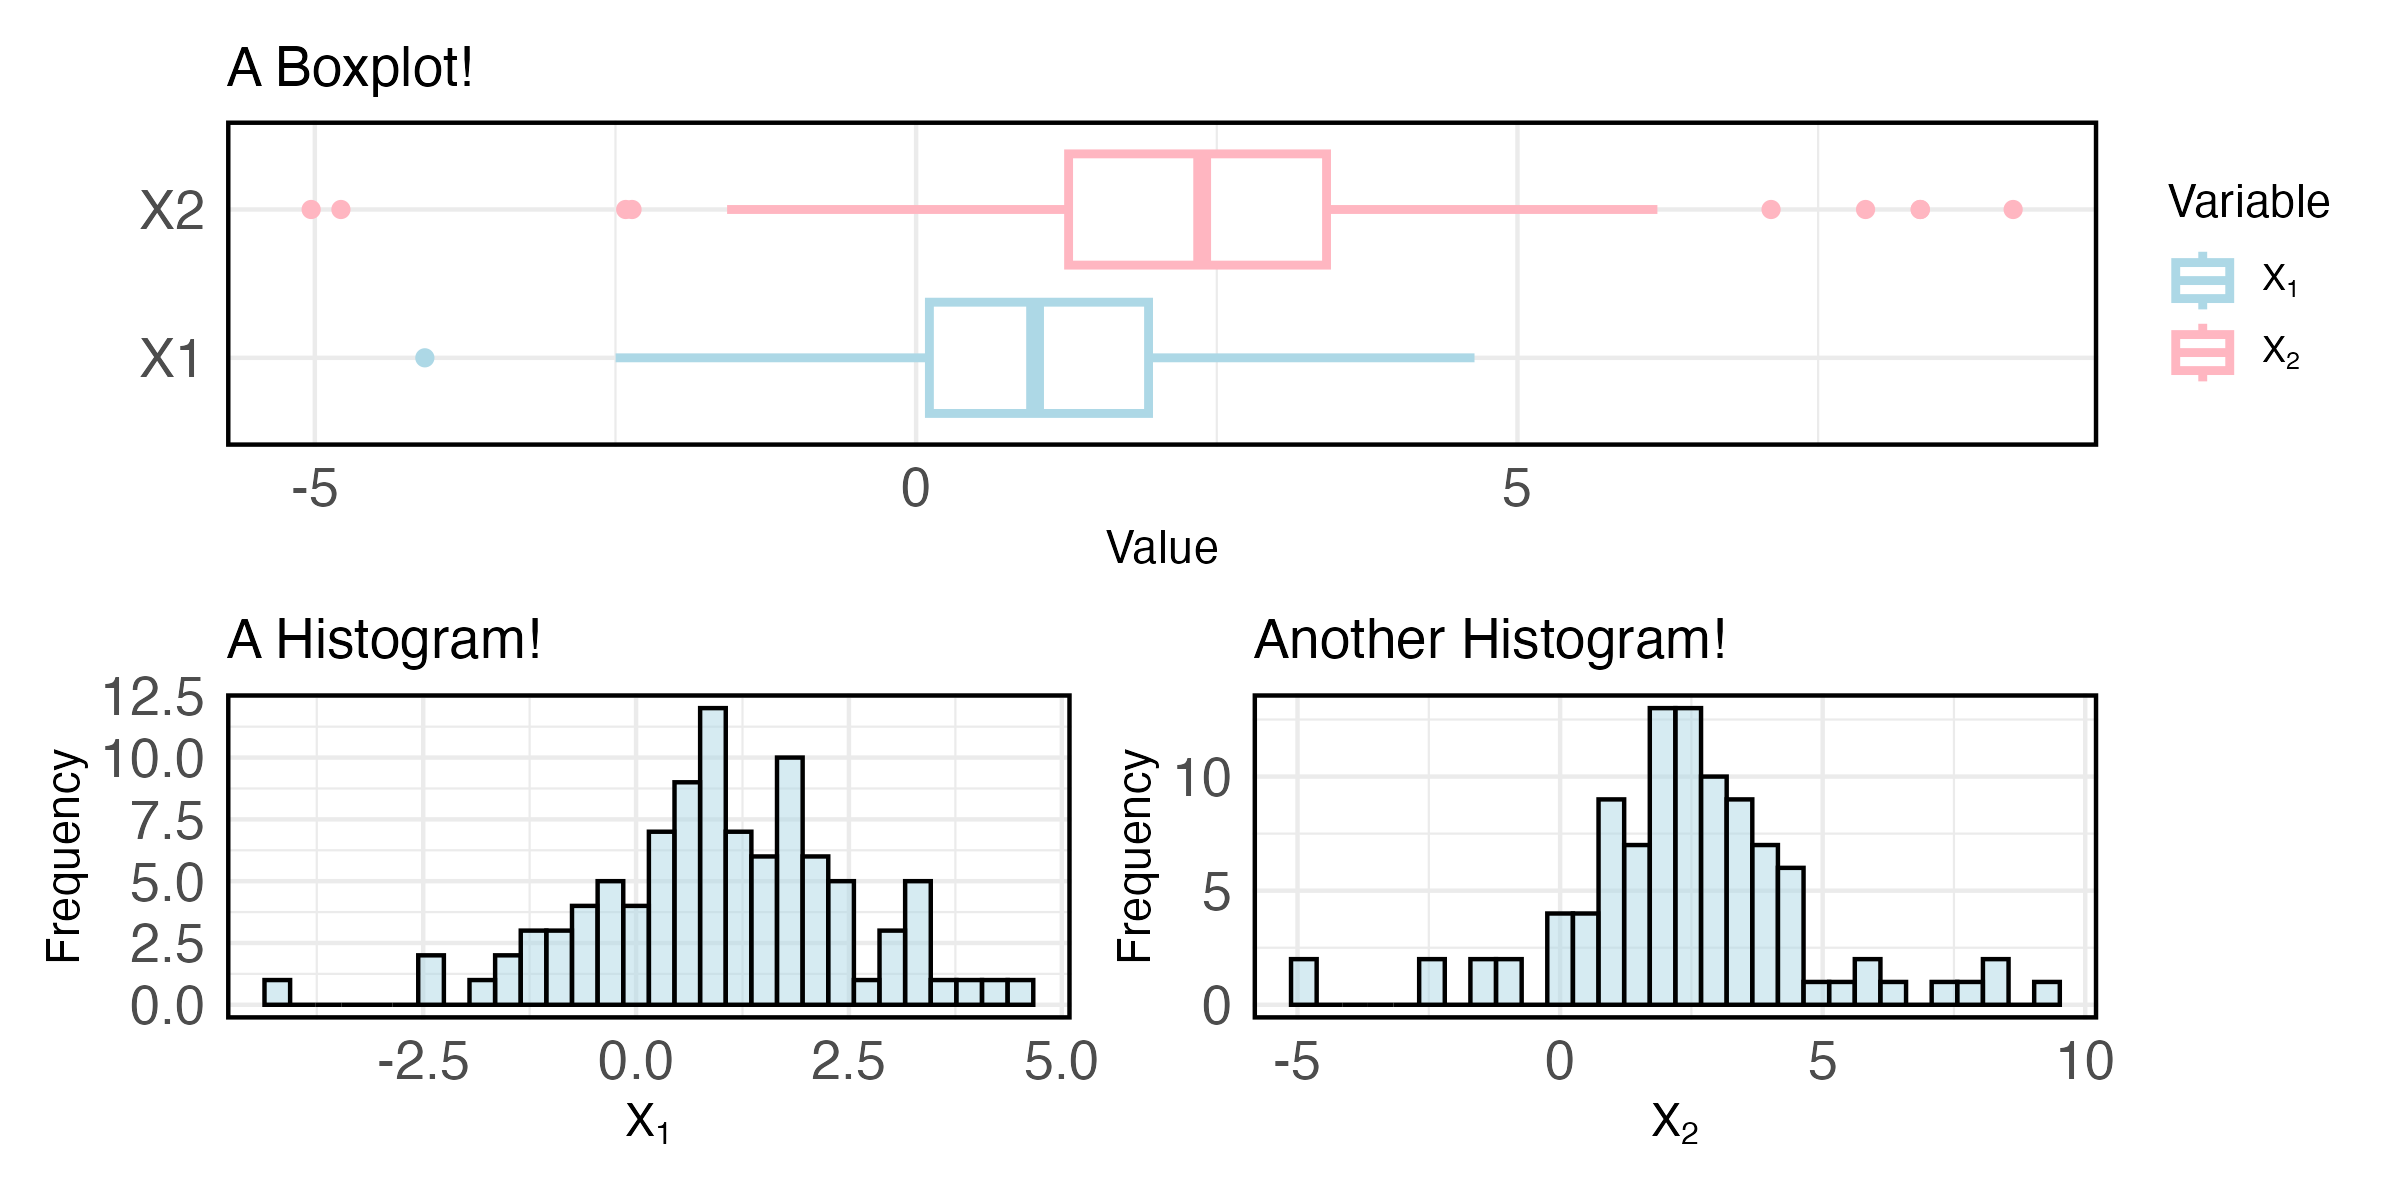 A Boxplot!
X2
X1
-5 0 5
Value
Variable
X₁
X₂
A Histogram!
12.5
10.0
7.5
5.0
2.5
0.0
Frequency
-2.5 0.0 2.5 5.0
X₁
Another Histogram!
10
5
0
Frequency
-5 0 5 10
X₂